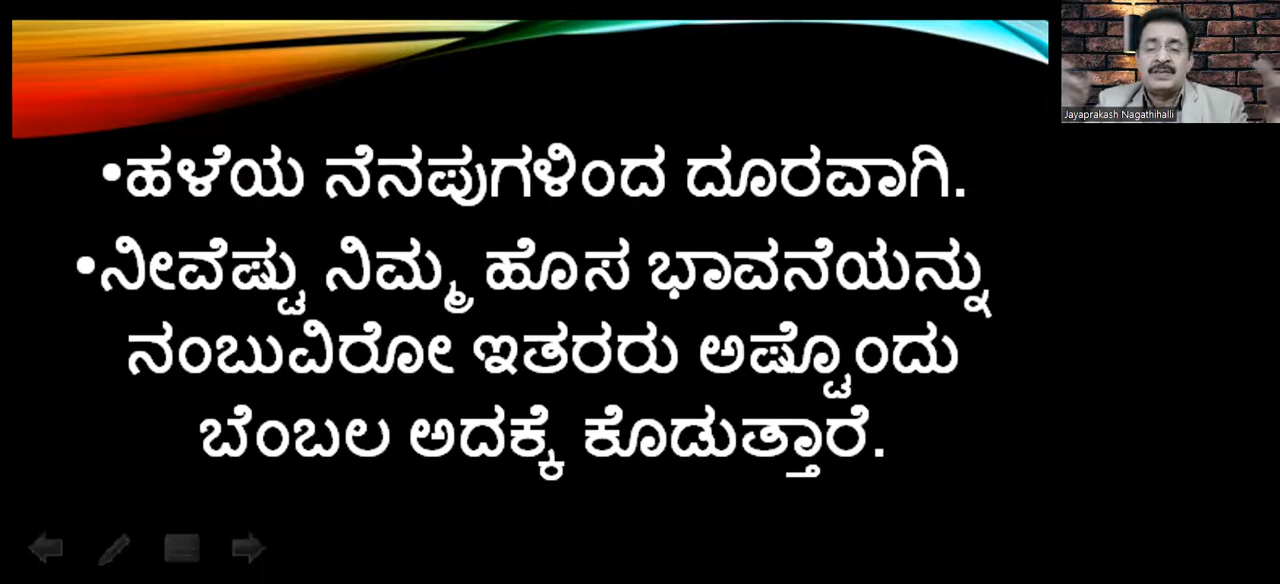 Jayaprakash Nagathihalli
•ಹಳೆಯ ನೆನಪುಗಳಿಂದ ದೂರವಾಗಿ.
•ನೀವೆಷ್ಟು ನಿಮ್ಮ ಹೊಸ ಭಾವನೆಯನ್ನು
ನಂಬುವಿರೋ ಇತರರು ಅಷ್ಟೊಂದು
ಬೆಂಬಲ ಅದಕ್ಕೆ ಕೊಡುತ್ತಾರೆ.